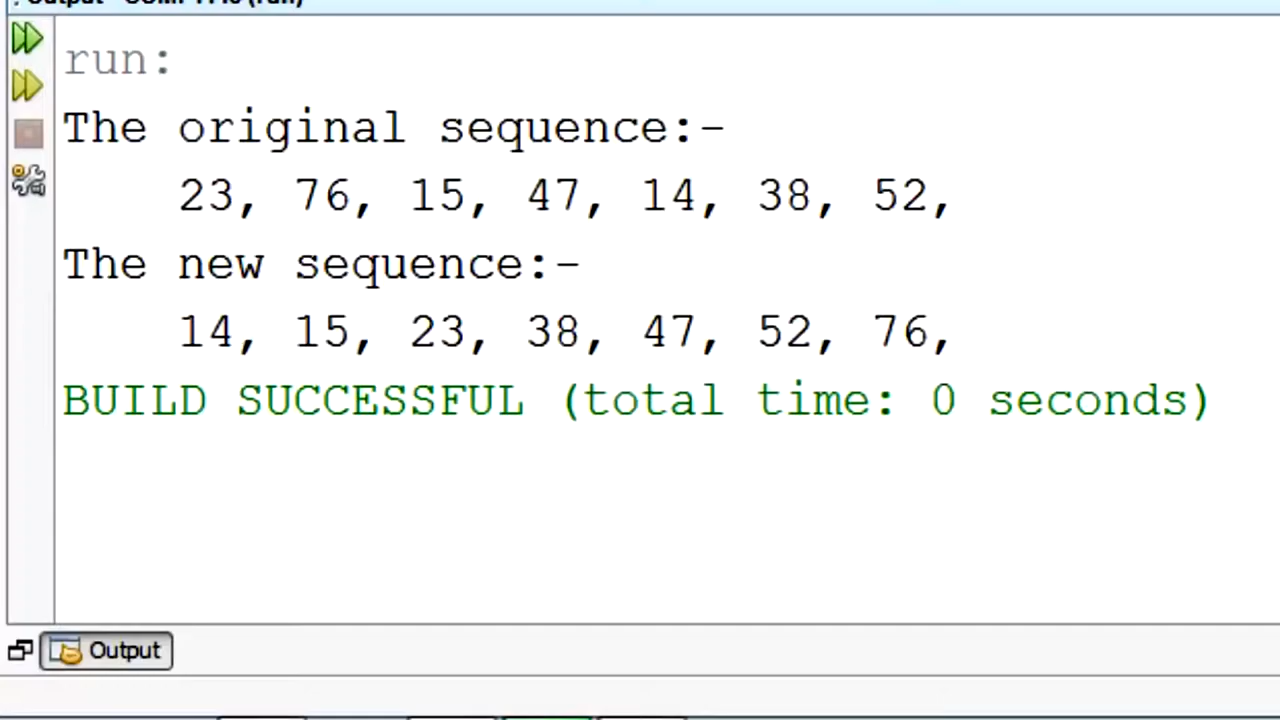 run:
The original sequence:-
23, 76, 15, 47, 14, 38, 52,
The new sequence:-
14, 15, 23, 38, 47, 52, 76,
BUILD SUCCESSFUL (total time: 0 seconds)
Output